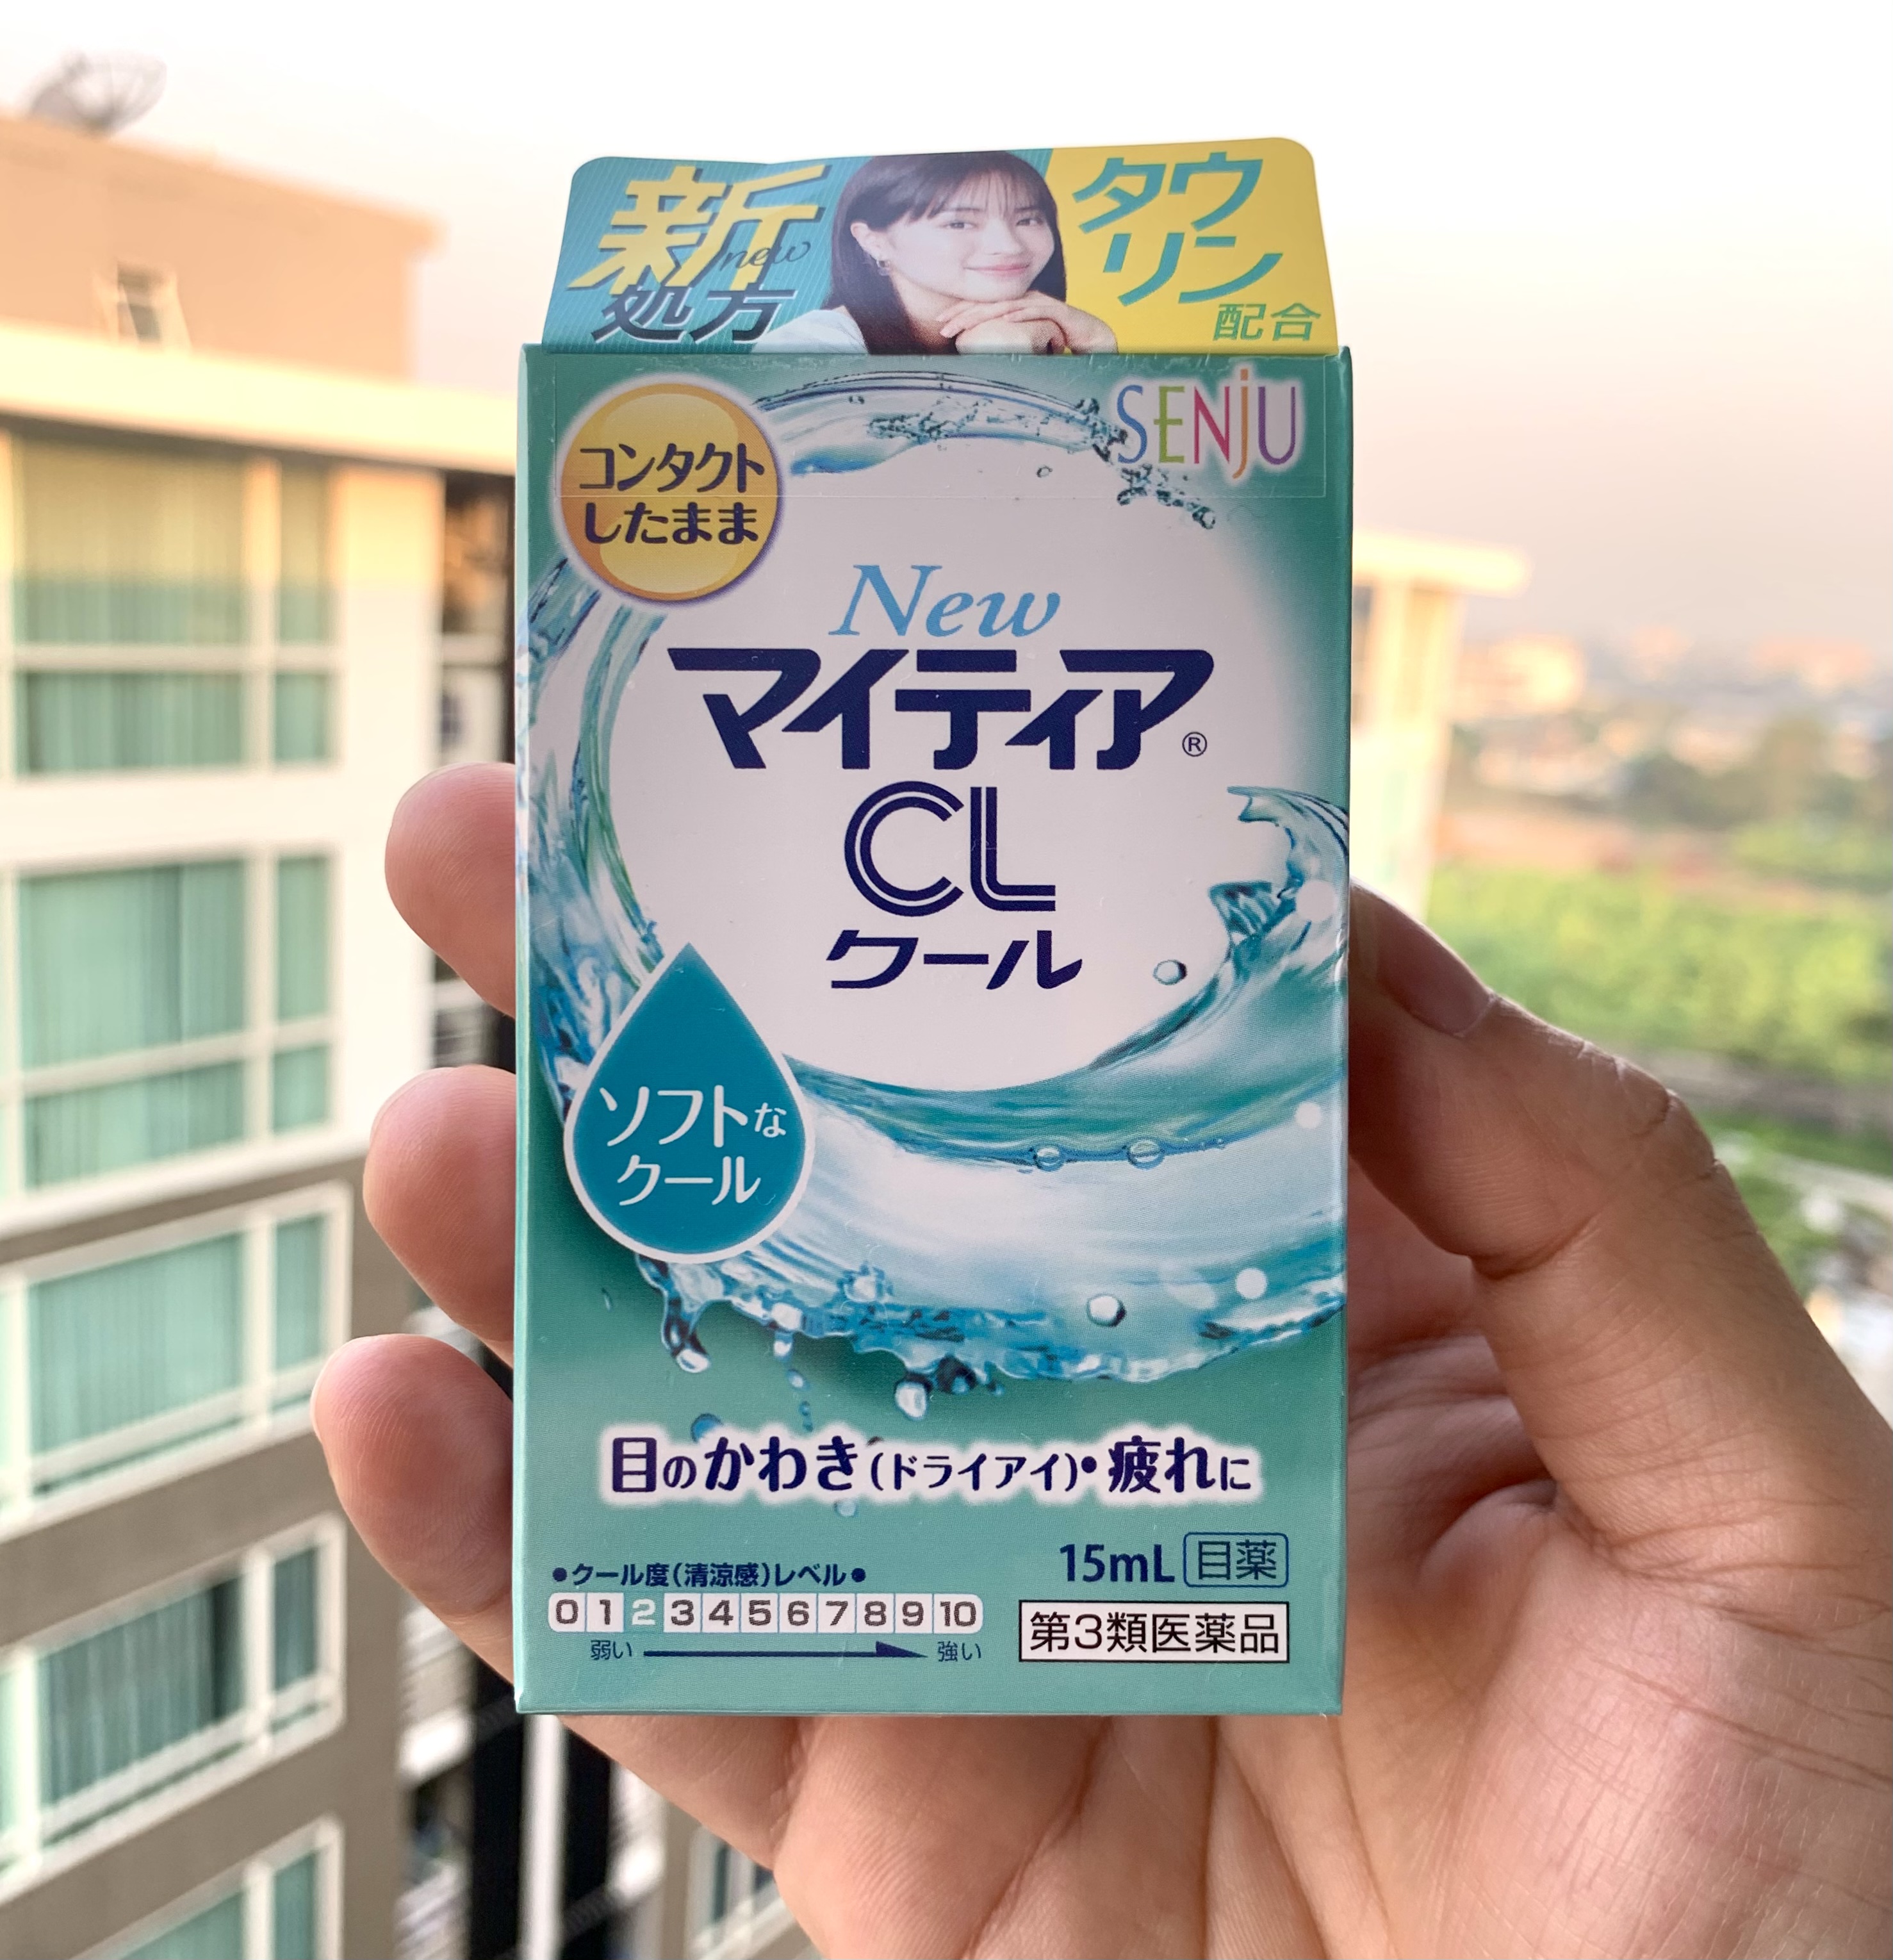 新
new
処方
タウ
リン
配合
SENJU
コンタクト
したまま
New
マイティア®
CL
クール
ソフトな
クール
目のかわき(ドライアイ)•疲れに
15mL 目薬
•クール度(清涼感)レベル•
0 1 2 3 4 5 6 7 8 9 10
弱い 強い
第3類医薬品